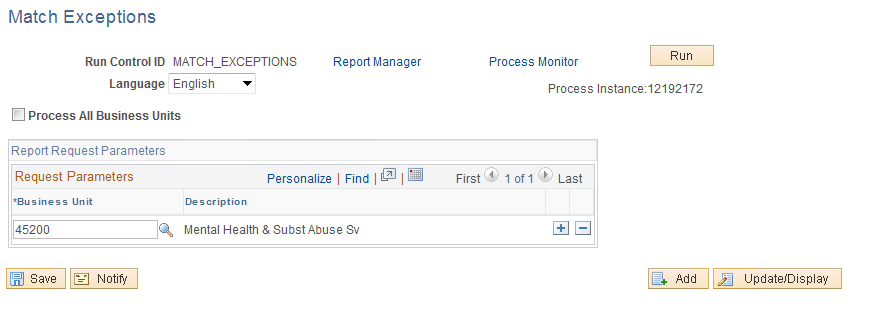 Match Exceptions
Run Control ID MATCH_EXCEPTIONS Report Manager Process Monitor Run
Language English Process Instance:12192172
Process All Business Units
Report Request Parameters
Request Parameters Personalize | Find | | First 1 of 1 Last
*Business Unit Description
45200 Mental Health & Subst Abuse Sv
Save Notify Add Update/Display